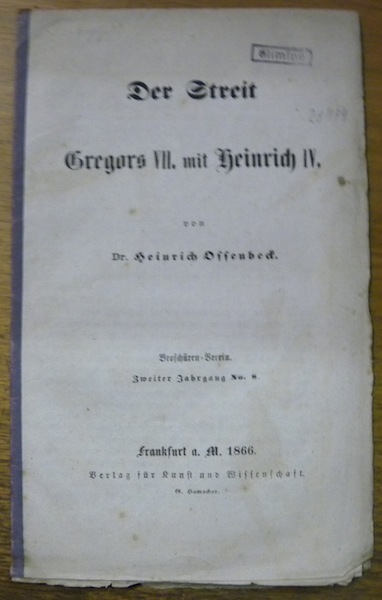 Der Streit
Gregors VII. mit Heinrich IV.
von
Dr. Heinrich Offenbeck.
Broschüren-Verein.
Zweiter Jahrgang No. 8
Frankfurt a. M. 1866.
Verlag für Kunst und Wissenschaft.
G. Hamacher.